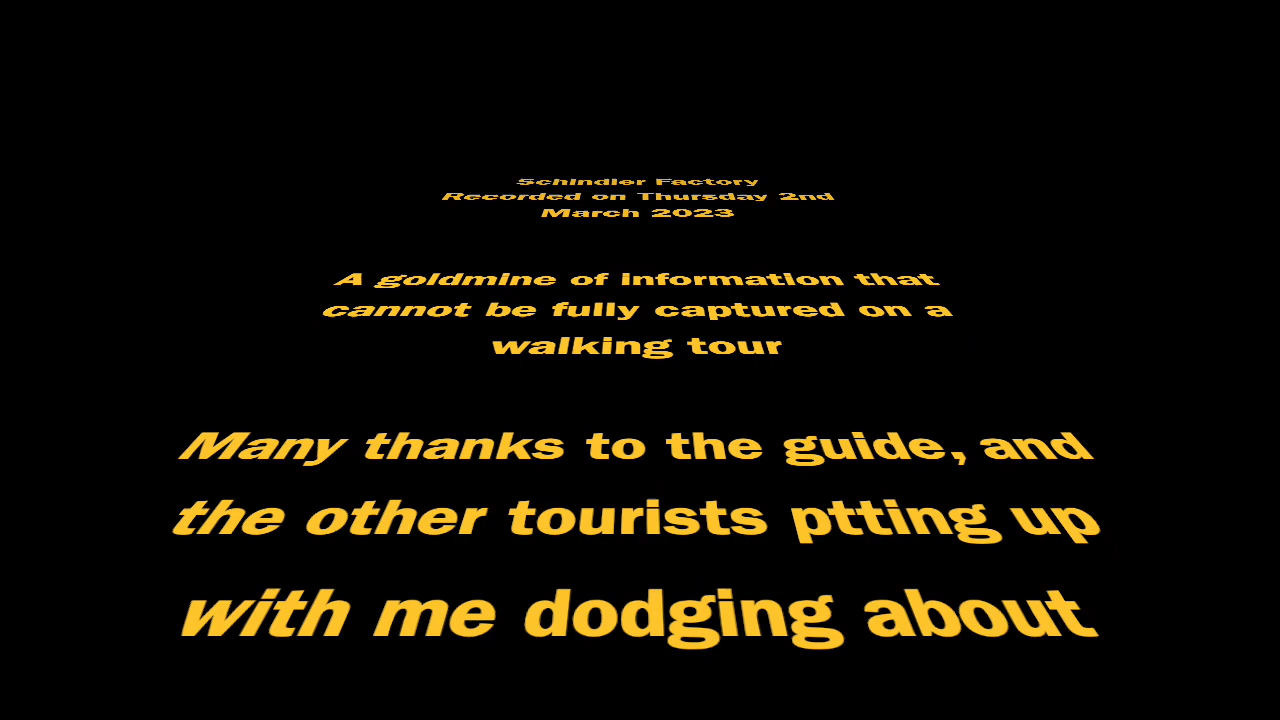 Schindler Factory
Recorded on Thursday 2nd
March 2023
A goldmine of information that
cannot be fully captured on a
walking tour
Many thanks to the guide, and
the other tourists ptting up
with me dodging about